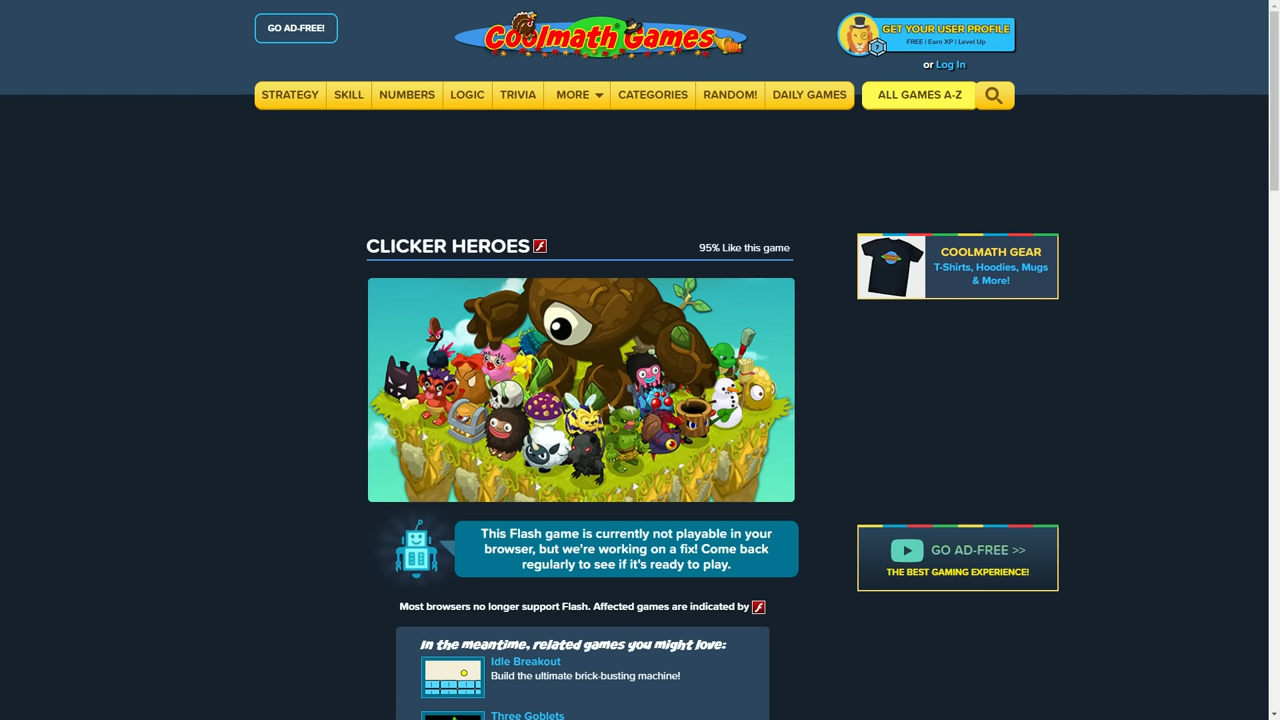 GO AD-FREE!
Coolmath Games
GET YOUR USER PROFILE
FREE | Earn XP | Level Up
7
or Log In
STRATEGY SKILL NUMBERS LOGIC TRIVIA MORE CATEGORIES RANDOM! DAILY GAMES ALL GAMES A-Z
CLICKER HEROES
95% Like this game
COOLMATH GEAR
T-Shirts, Hoodies, Mugs
& More!
This Flash game is currently not playable in your
browser, but we're working on a fix! Come back
regularly to see if it's ready to play.
GO AD-FREE >>
THE BEST GAMING EXPERIENCE!
Most browsers no longer support Flash. Affected games are indicated by
In the meantime, related games you might love:
Idle Breakout
Build the ultimate brick-busting machine!
Three Goblets